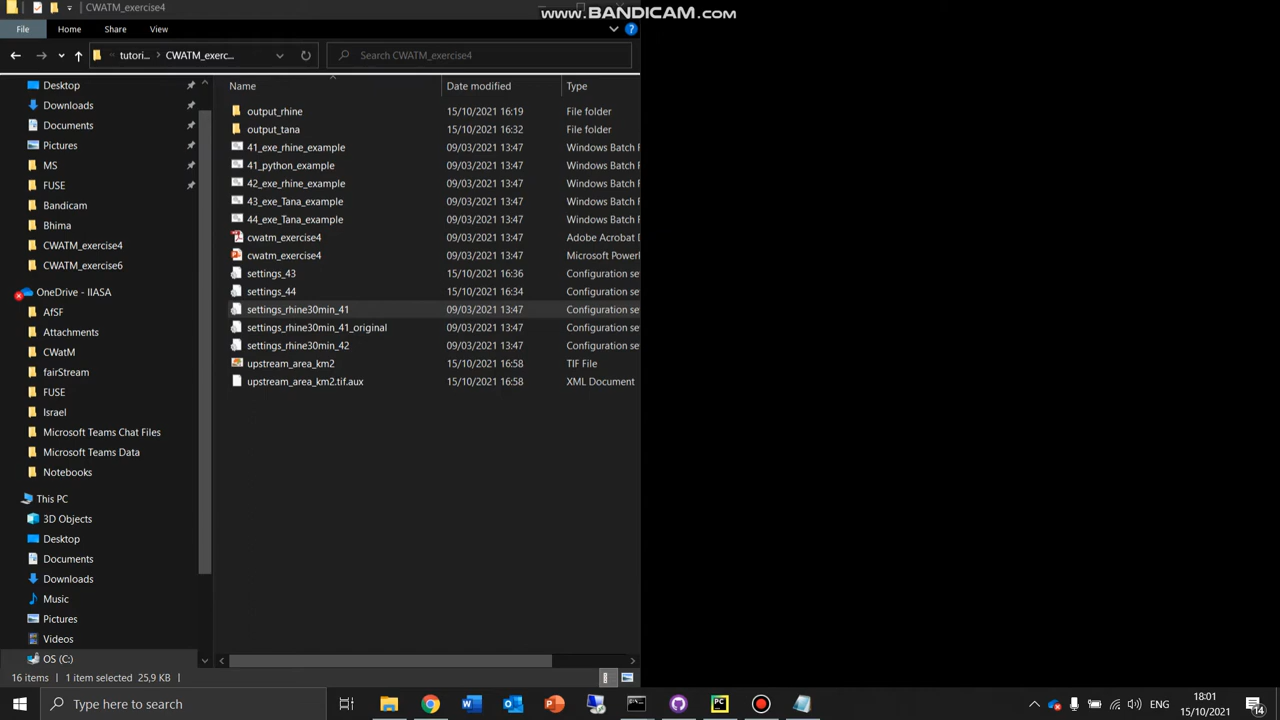 CWATM_exercise4
www.BANDICAM.com
File Home Share View
tutori... CWATM_exerc... Search CWATM_exercise4
Name Date modified Type
Desktop
Downloads
Documents
Pictures
MS
FUSE
Bandicam
Bhima
CWATM_exercise4
CWATM_exercise6
OneDrive - IIASA
AfSF
Attachments
CWatM
fairStream
FUSE
Israel
Microsoft Teams Chat Files
Microsoft Teams Data
Notebooks
This PC
3D Objects
Desktop
Documents
Downloads
Music
Pictures
Videos
OS (C:)
output_rhine 15/10/2021 16:19 File folder
output_tana 15/10/2021 16:32 File folder
41_exe_rhine_example 09/03/2021 13:47 Windows Batch F
41_python_example 09/03/2021 13:47 Windows Batch F
42_exe_rhine_example 09/03/2021 13:47 Windows Batch F
43_exe_Tana_example 09/03/2021 13:47 Windows Batch F
44_exe_Tana_example 09/03/2021 13:47 Windows Batch F
cwatm_exercise4 09/03/2021 13:47 Adobe Acrobat D
cwatm_exercise4 09/03/2021 13:47 Microsoft PowerP
settings_43 15/10/2021 16:36 Configuration se
settings_44 15/10/2021 16:34 Configuration se
settings_rhine30min_41 09/03/2021 13:47 Configuration se
settings_rhine30min_41_original 09/03/2021 13:47 Configuration se
settings_rhine30min_42 09/03/2021 13:47 Configuration se
upstream_area_km2 15/10/2021 16:58 TIF File
upstream_area_km2.tif.aux 15/10/2021 16:58 XML Document
16 items 1 item selected 25,9 KB
Type here to search
ENG
18:01
15/10/2021
14